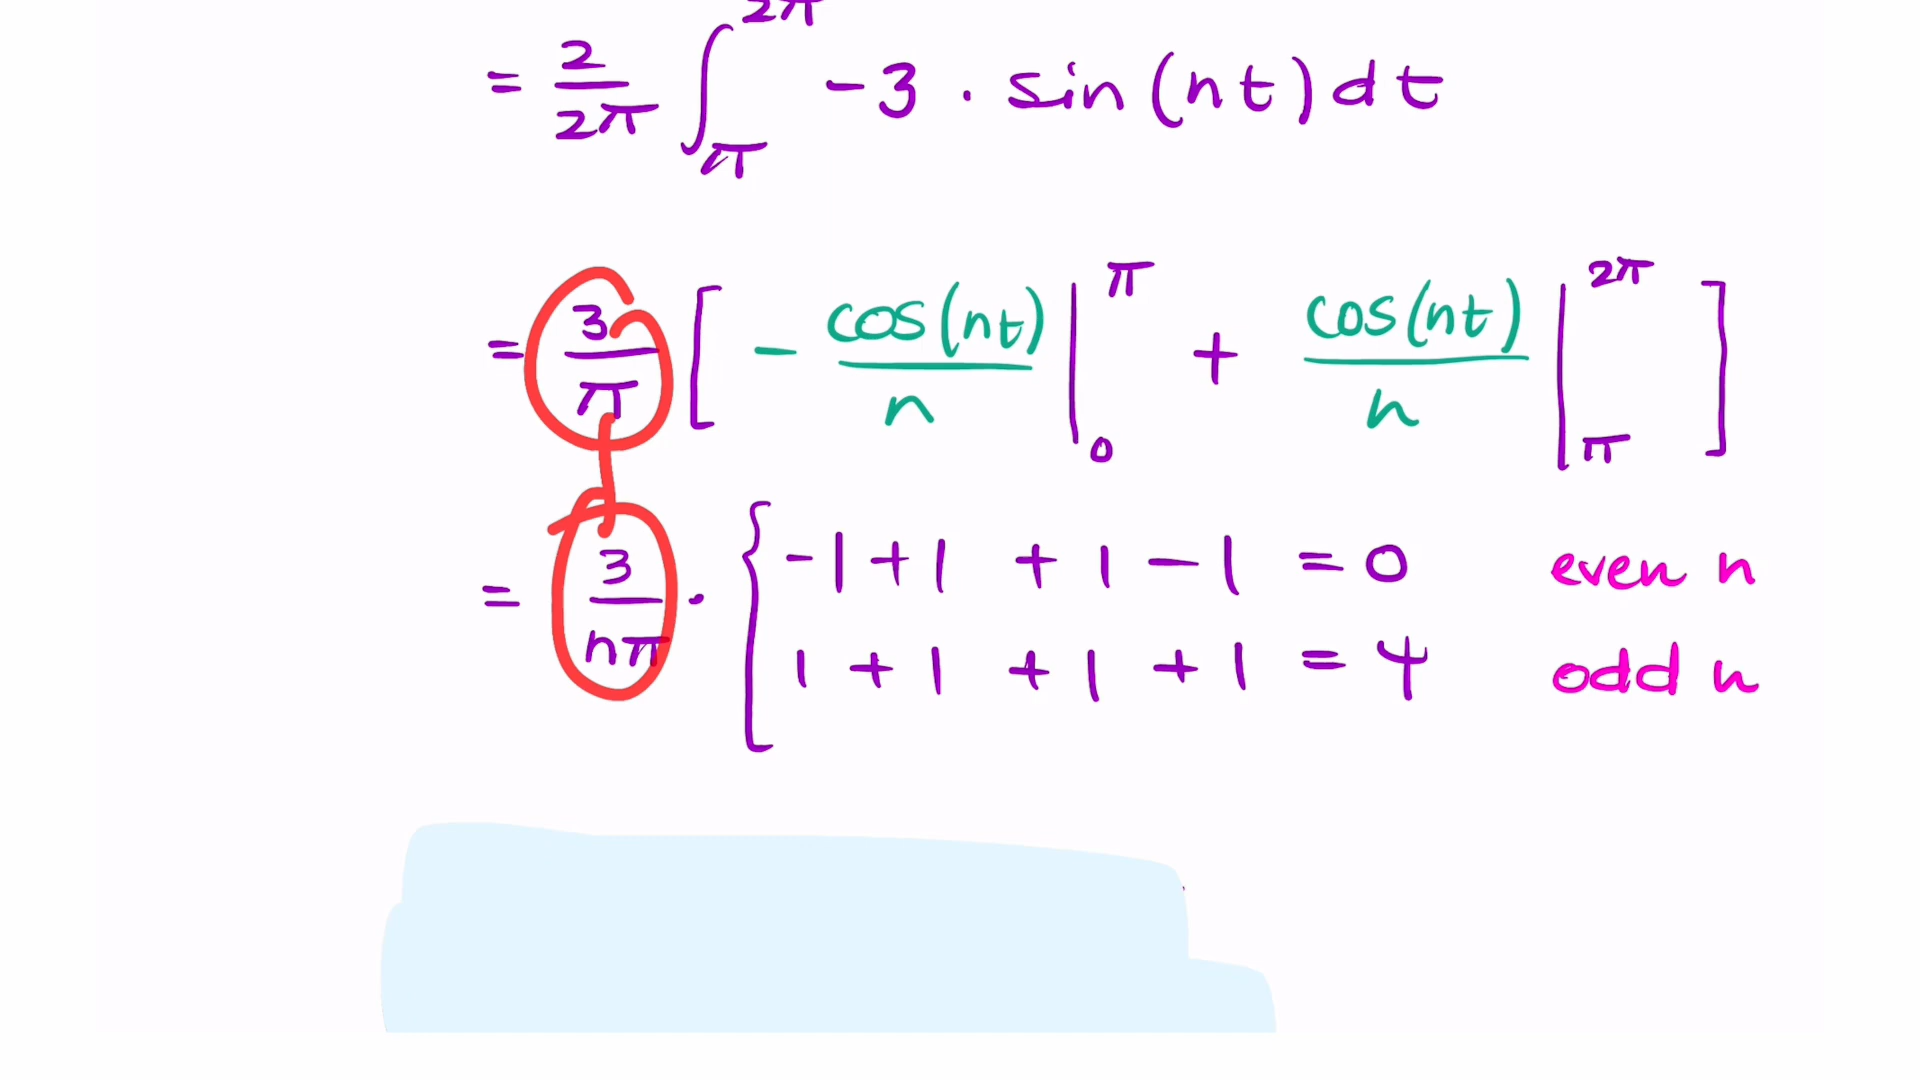 = 2/2π ∫_π^2π -3 · sin(nt)dt
= 3/π [ - cos(nt)/n |_0^π + cos(nt)/n |_π^2π ]
= 3/nπ · { -1 + 1 + 1 - 1 = 0 even n
1 + 1 + 1 + 1 = 4 odd n